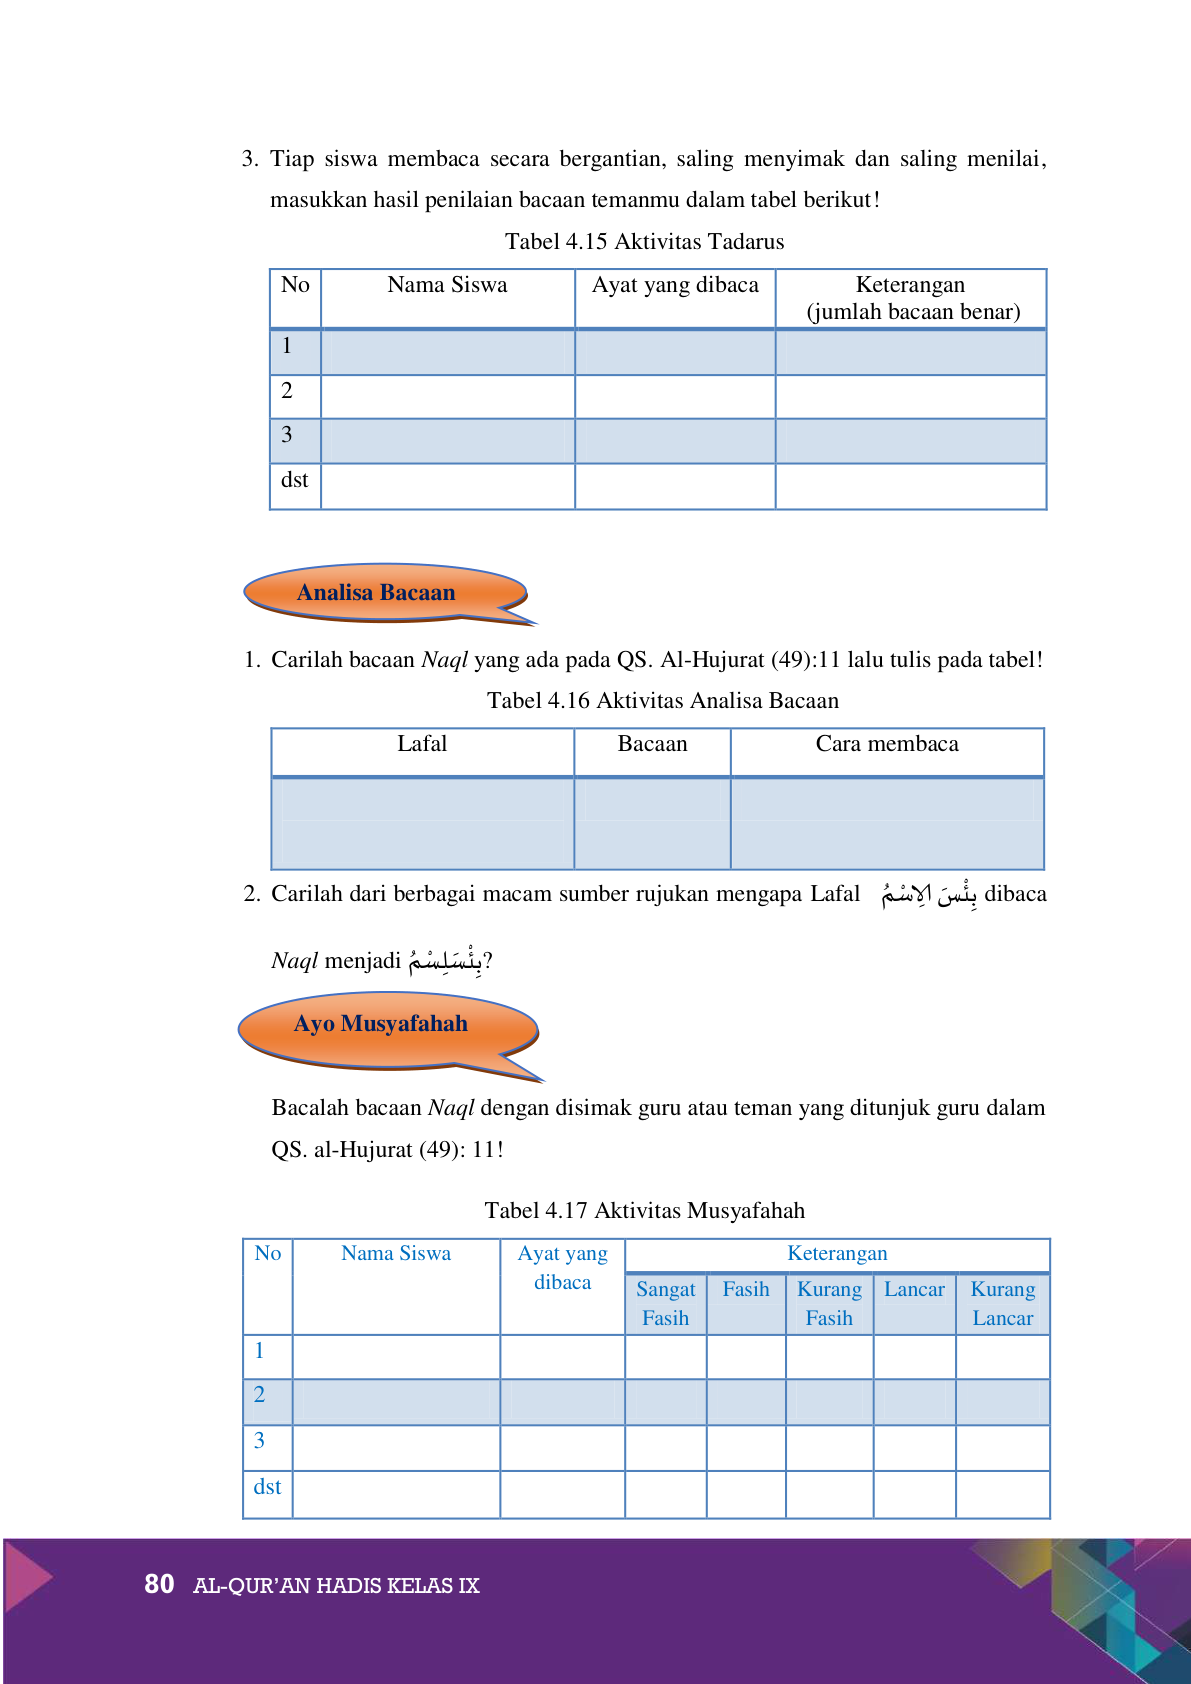 3. Tiap siswa membaca secara bergantian, saling menyimak dan saling menilai,
masukkan hasil penilaian bacaan temanmu dalam tabel berikut!
Tabel 4.15 Aktivitas Tadarus
No Nama Siswa Ayat yang dibaca Keterangan
(jumlah bacaan benar)
1
2
3
dst
Analisa Bacaan
1. Carilah bacaan Naql yang ada pada QS. Al-Hujurat (49):11 lalu tulis pada tabel!
Tabel 4.16 Aktivitas Analisa Bacaan
Lafal Bacaan Cara membaca
2. Carilah dari berbagai macam sumber rujukan mengapa Lafal بِئْسَ الِاسْمُ dibaca
Naql menjadi بِئْسَلِسْمُ?
Ayo Musyafahah
Bacalah bacaan Naql dengan disimak guru atau teman yang ditunjuk guru dalam
QS. al-Hujurat (49): 11!
Tabel 4.17 Aktivitas Musyafahah
No Nama Siswa Ayat yang dibaca Keterangan
Sangat Fasih Fasih Kurang Fasih Lancar Kurang Lancar
1
2
3
dst
80 AL-QUR'AN HADIS KELAS IX